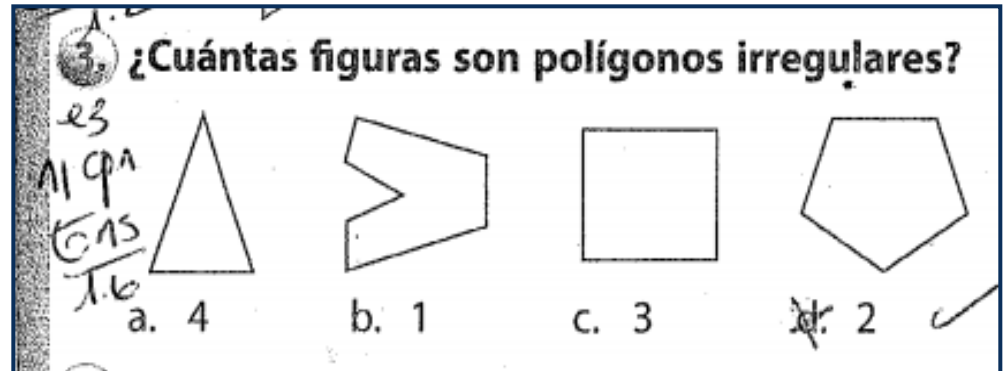 3. ¿Cuántas figuras son polígonos irregulares?
a. 4 b. 1 c. 3 d. 2